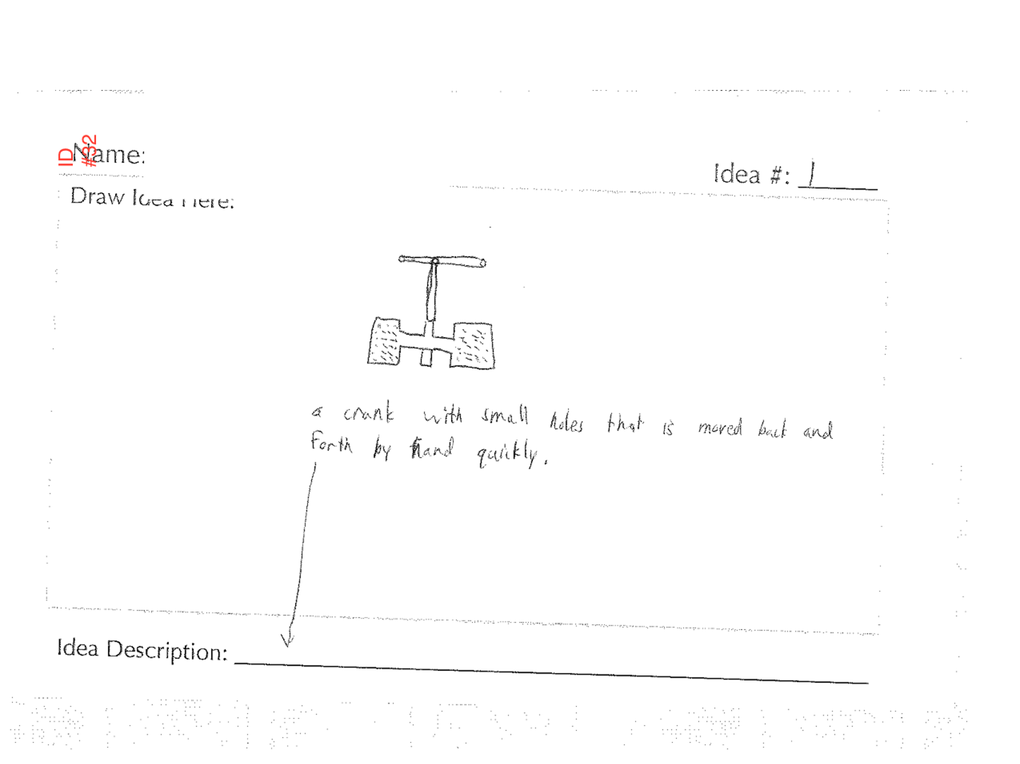 ID
#32
Name:
Idea #: 1
Draw Idea Here:
a crank with small holes that is moved back and
forth by hand quickly.
Idea Description: